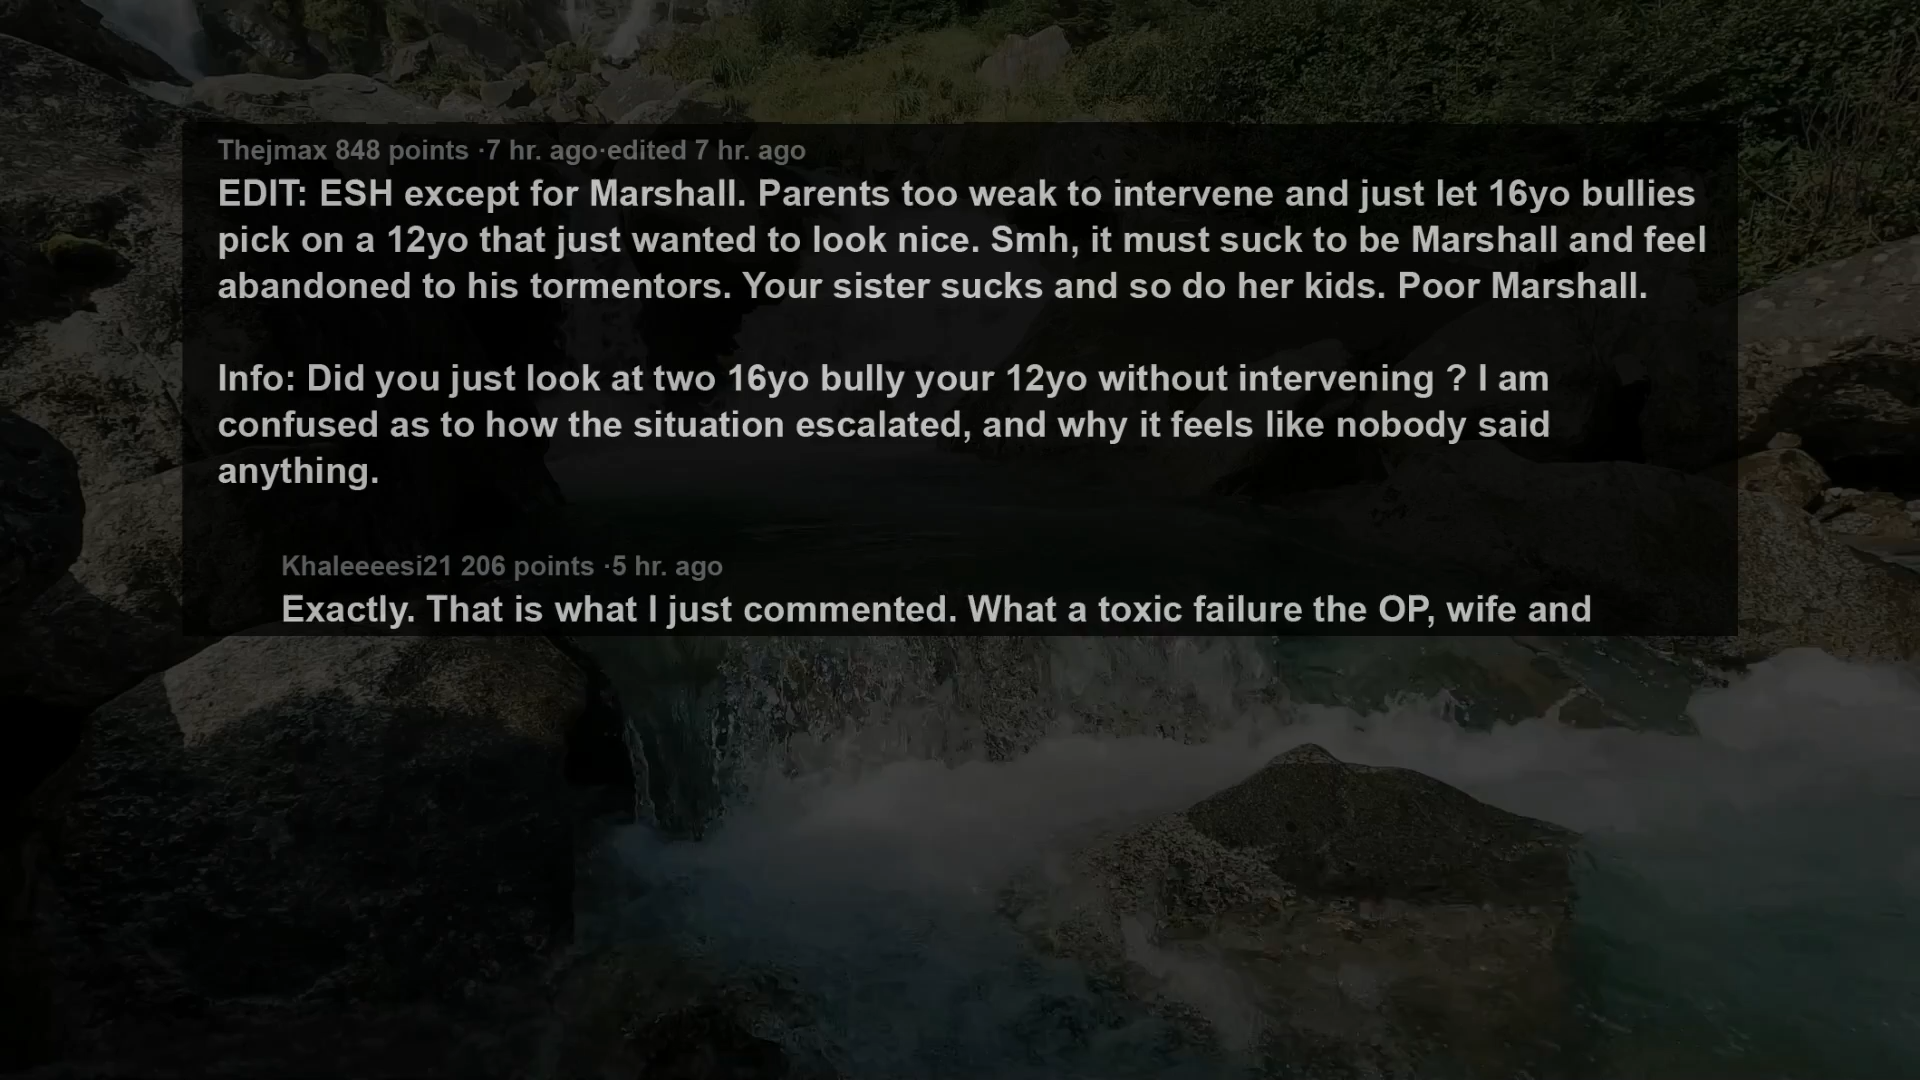 Thejmax 848 points ·7 hr. ago·edited 7 hr. ago
EDIT: ESH except for Marshall. Parents too weak to intervene and just let 16yo bullies
pick on a 12yo that just wanted to look nice. Smh, it must suck to be Marshall and feel
abandoned to his tormentors. Your sister sucks and so do her kids. Poor Marshall.
Info: Did you just look at two 16yo bully your 12yo without intervening ? I am
confused as to how the situation escalated, and why it feels like nobody said
anything.
Khaleeeesi21 206 points ·5 hr. ago
Exactly. That is what I just commented. What a toxic failure the OP, wife and